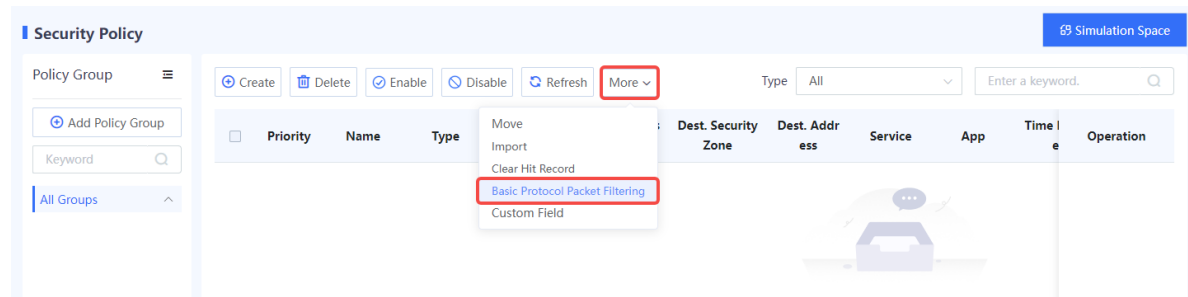 Security Policy
Simulation Space
Policy Group
Create
Delete
Enable
Disable
Refresh
More
Type
All
Enter a keyword.
Add Policy Group
Keyword
All Groups
Priority
Name
Type
Dest. Security
Zone
Dest. Addr
ess
Service
App
Time
Operation
Move
Import
Clear Hit Record
Basic Protocol Packet Filtering
Custom Field